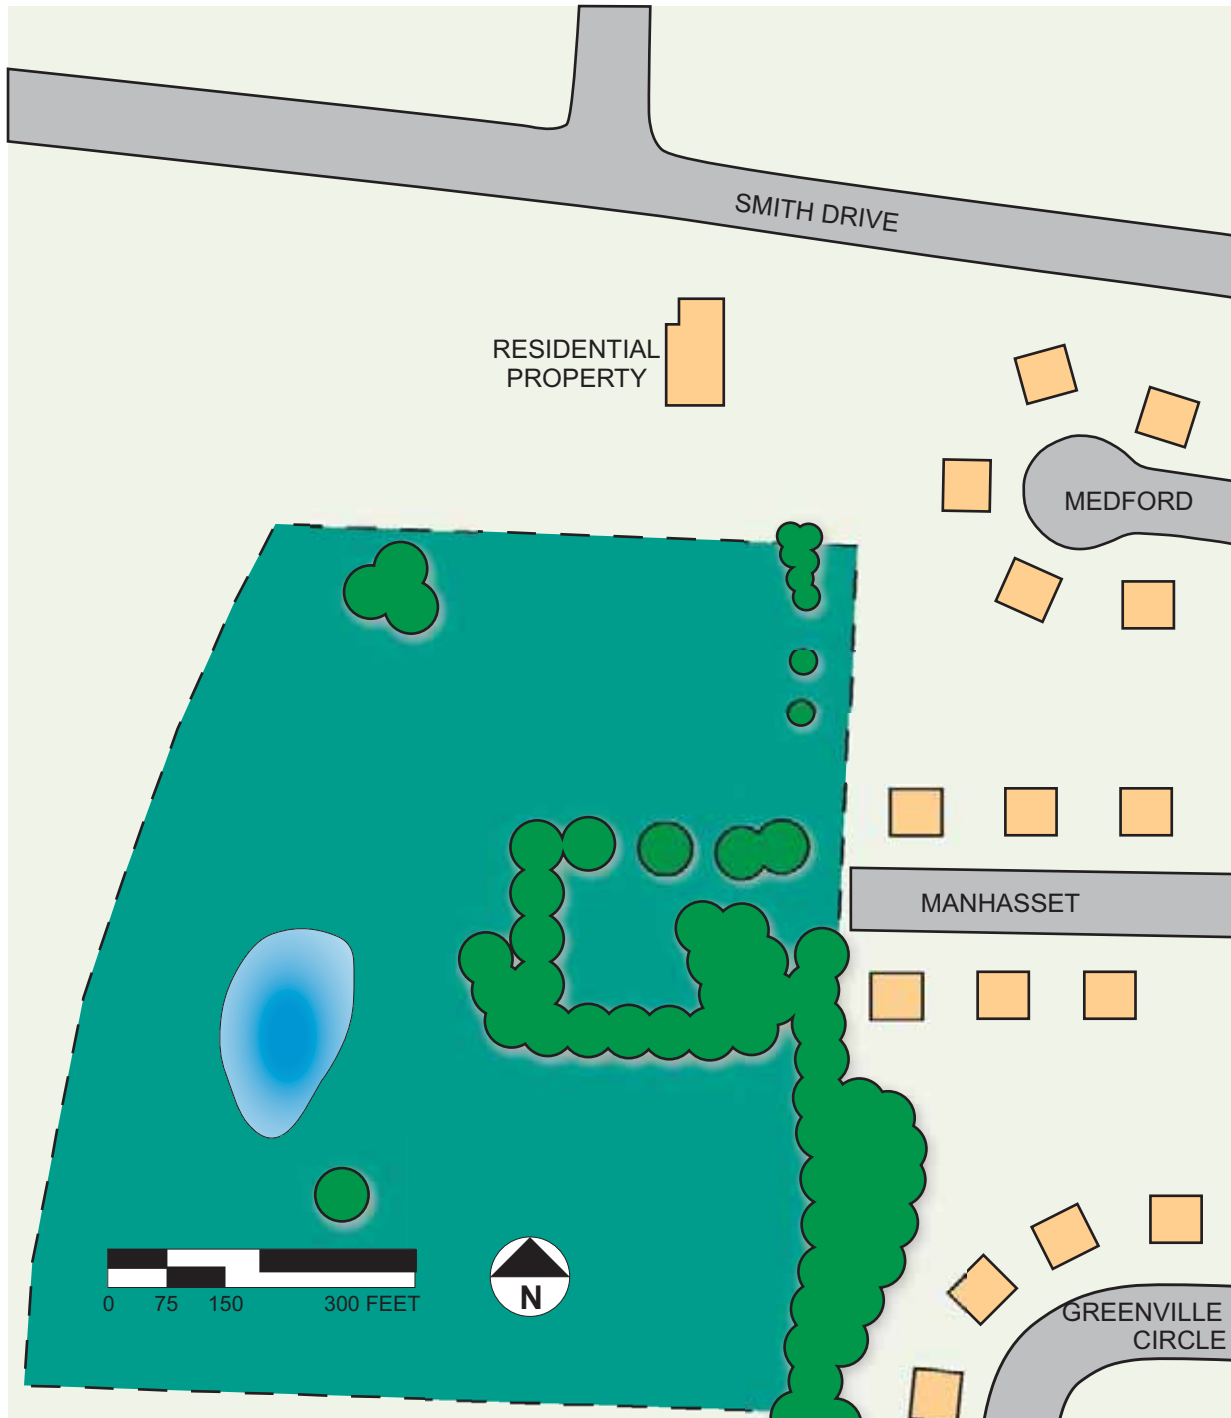 SMITH DRIVE
RESIDENTIAL
PROPERTY
MEDFORD
MANHASSET
0 75 150 300 FEET
N
GREENVILLE
CIRCLE